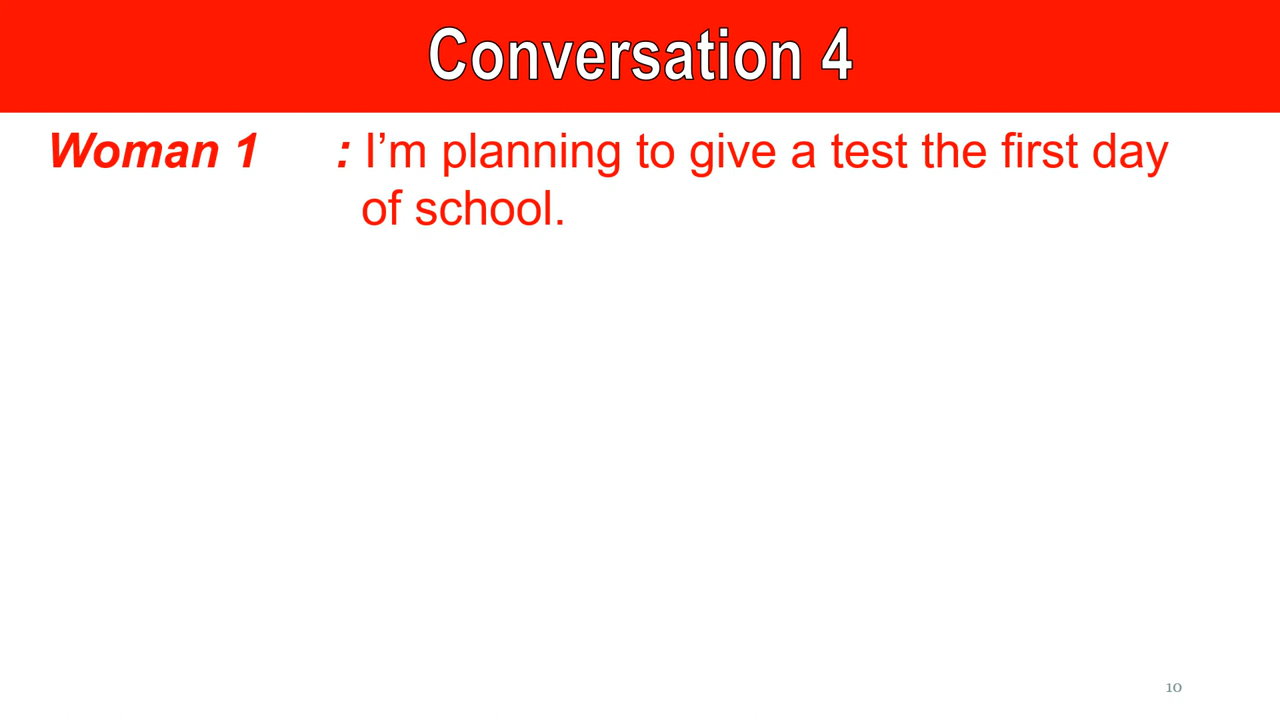 Conversation 4
Woman 1 : I’m planning to give a test the first day
of school.
10